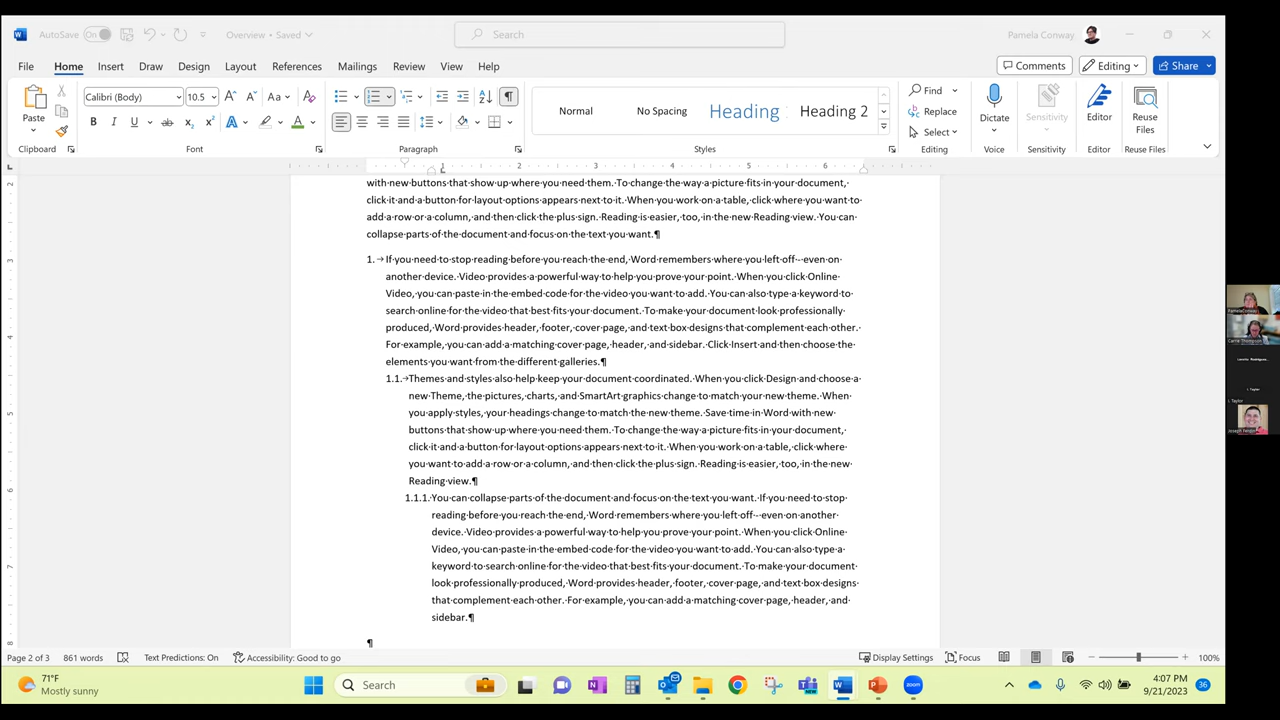 AutoSave On Overview • Saved Search Pamela Conway
File Home Insert Draw Design Layout References Mailings Review View Help Comments Editing Share
Paste Calibri (Body) 10.5 Aa Normal No Spacing Heading Heading 2 Find Replace Select Dictate Sensitivity Editor Reuse Files
Clipboard Font Paragraph Styles Editing Voice Sensitivity Editor Reuse Files
1 2 3 4 5 6
with new buttons that show up where you need them. To change the way a picture fits in your document,
click it and a button for layout options appears next to it. When you work on a table, click where you want to
add a row or a column, and then click the plus sign. Reading is easier, too, in the new Reading view. You can
collapse parts of the document and focus on the text you want.¶
1. → If you need to stop reading before you reach the end, Word remembers where you left off - even on
another device. Video provides a powerful way to help you prove your point. When you click Online
Video, you can paste in the embed code for the video you want to add. You can also type a keyword to
search online for the video that best fits your document. To make your document look professionally
produced, Word provides header, footer, cover page, and text box designs that complement each other.
For example, you can add a matching cover page, header, and sidebar. Click Insert and then choose the
elements you want from the different galleries.¶
1.1. → Themes and styles also help keep your document coordinated. When you click Design and choose a
new Theme, the pictures, charts, and SmartArt graphics change to match your new theme. When
you apply styles, your headings change to match the new theme. Save time in Word with new
buttons that show up where you need them. To change the way a picture fits in your document,
click it and a button for layout options appears next to it. When you work on a table, click where
you want to add a row or a column, and then click the plus sign. Reading is easier, too, in the new
Reading view.¶
1.1.1. You can collapse parts of the document and focus on the text you want. If you need to stop
reading before you reach the end, Word remembers where you left off - even on another
device. Video provides a powerful way to help you prove your point. When you click Online
Video, you can paste in the embed code for the video you want to add. You can also type a
keyword to search online for the video that best fits your document. To make your document
look professionally produced, Word provides header, footer, cover page, and text box designs
that complement each other. For example, you can add a matching cover page, header, and
sidebar.¶
¶
Page 2 of 3 861 words Text Predictions: On Accessibility: Good to go Display Settings Focus 100%
71°F
Mostly sunny
Search
4:07 PM
9/21/2023
36
Pamela Conway
I. Taylor
I. Taylor
Joseph